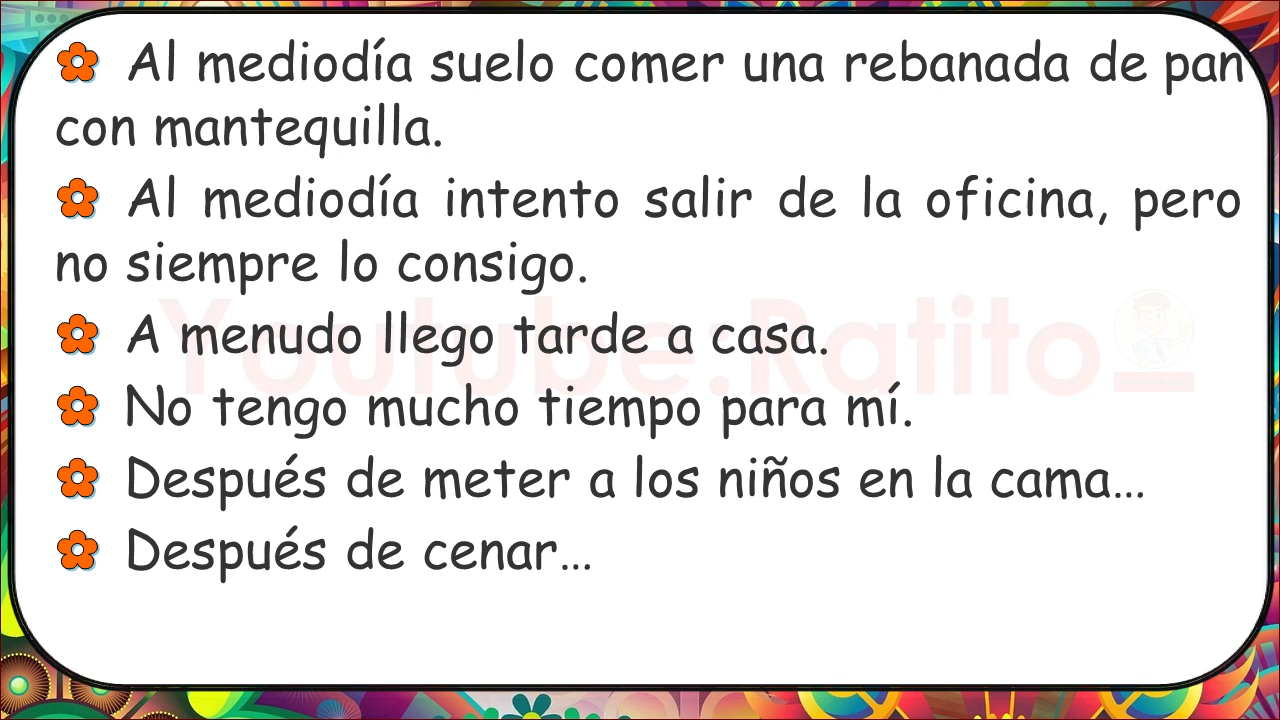 Al mediodía suelo comer una rebanada de pan
con mantequilla.
Al mediodía intento salir de la oficina, pero
no siempre lo consigo.
A menudo llego tarde a casa.
Youtube:Ratito
No tengo mucho tiempo para mí.
Después de meter a los niños en la cama...
Después de cenar...